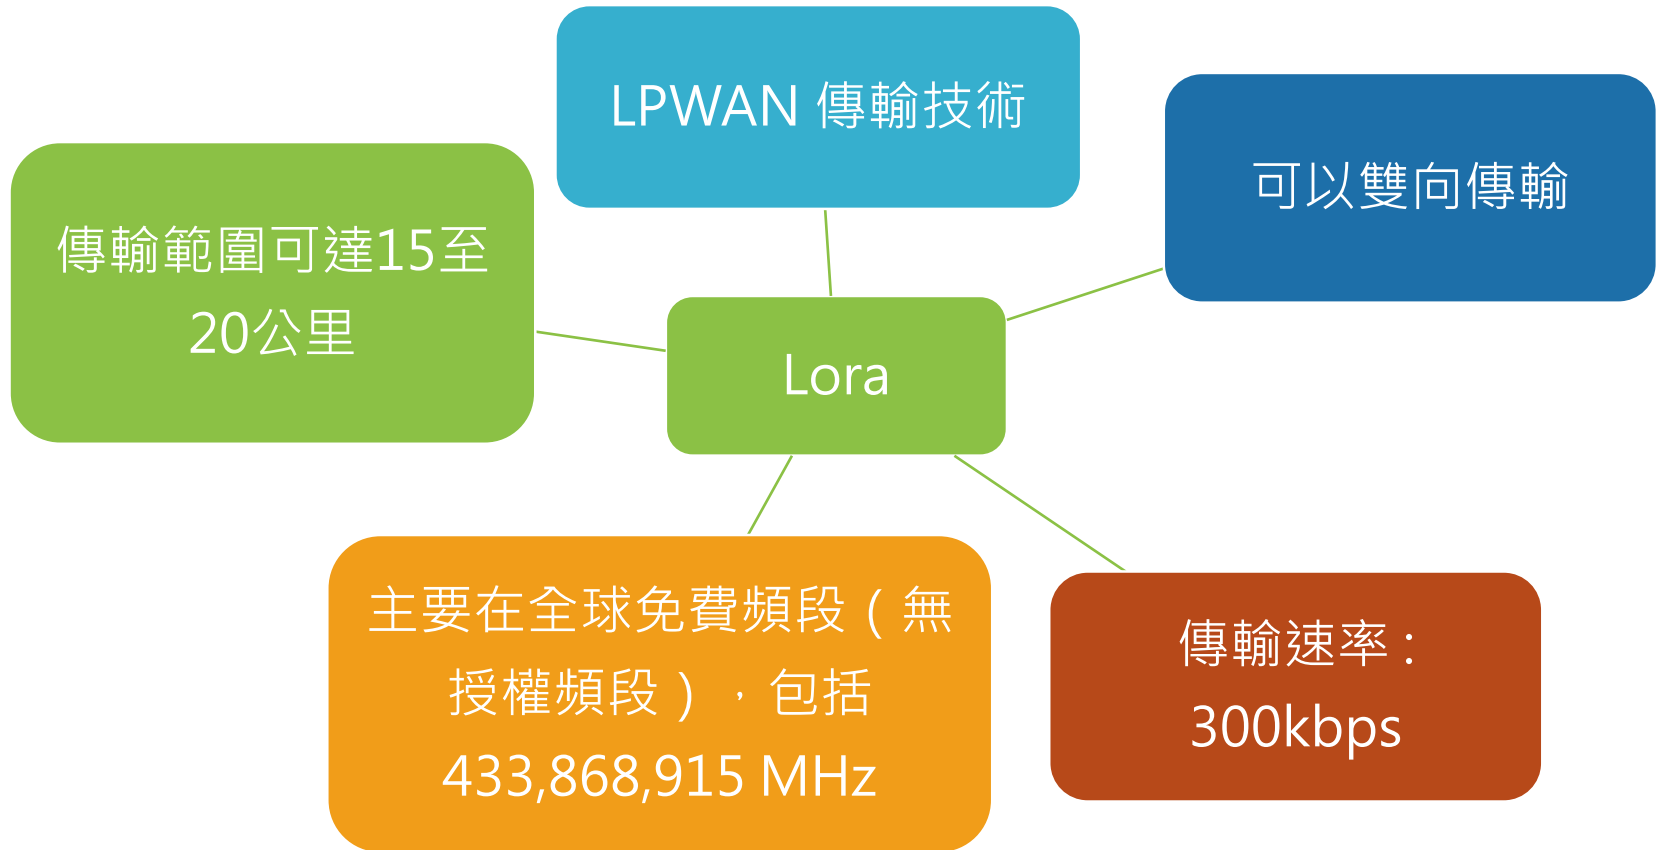 LPWAN 傳輸技術
可以雙向傳輸
傳輸範圍可達15至
20公里
Lora
主要在全球免費頻段（無
授權頻段），包括
433,868,915 MHz
傳輸速率：
300kbps